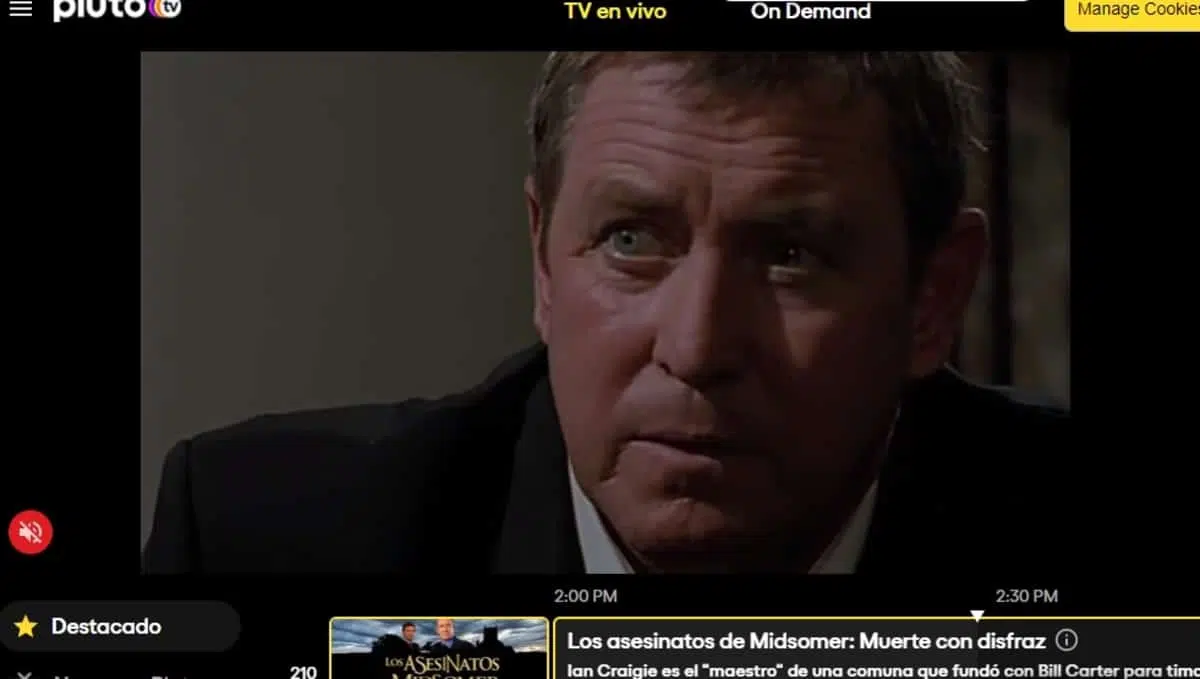 pluto tv
TV en vivo
On Demand
Manage Cookies
2:00 PM
2:30 PM
Destacado
210
LOS ASESINATOS
MIDSOMER
Los asesinatos de Midsomer: Muerte con disfraz
Ian Craigie es el "maestro" de una comuna que fundó con Bill Carter para